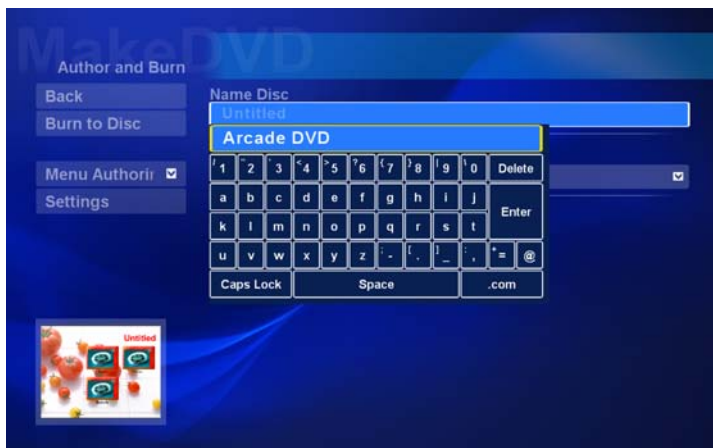 MakeDVD
Author and Burn
Back
Burn to Disc
Menu Authorin
Settings
Name Disc
Untitled
Arcade DVD
! 1 " 2 ' 3 < 4 > 5 ? 6 { 7 } 8 | 9 \ 0 Delete
a b c d e f g h i j
Enter
k l m n o p q r s t
u v w x y z ; - [ . ] _ : , * = @
Caps Lock Space .com
Untitled